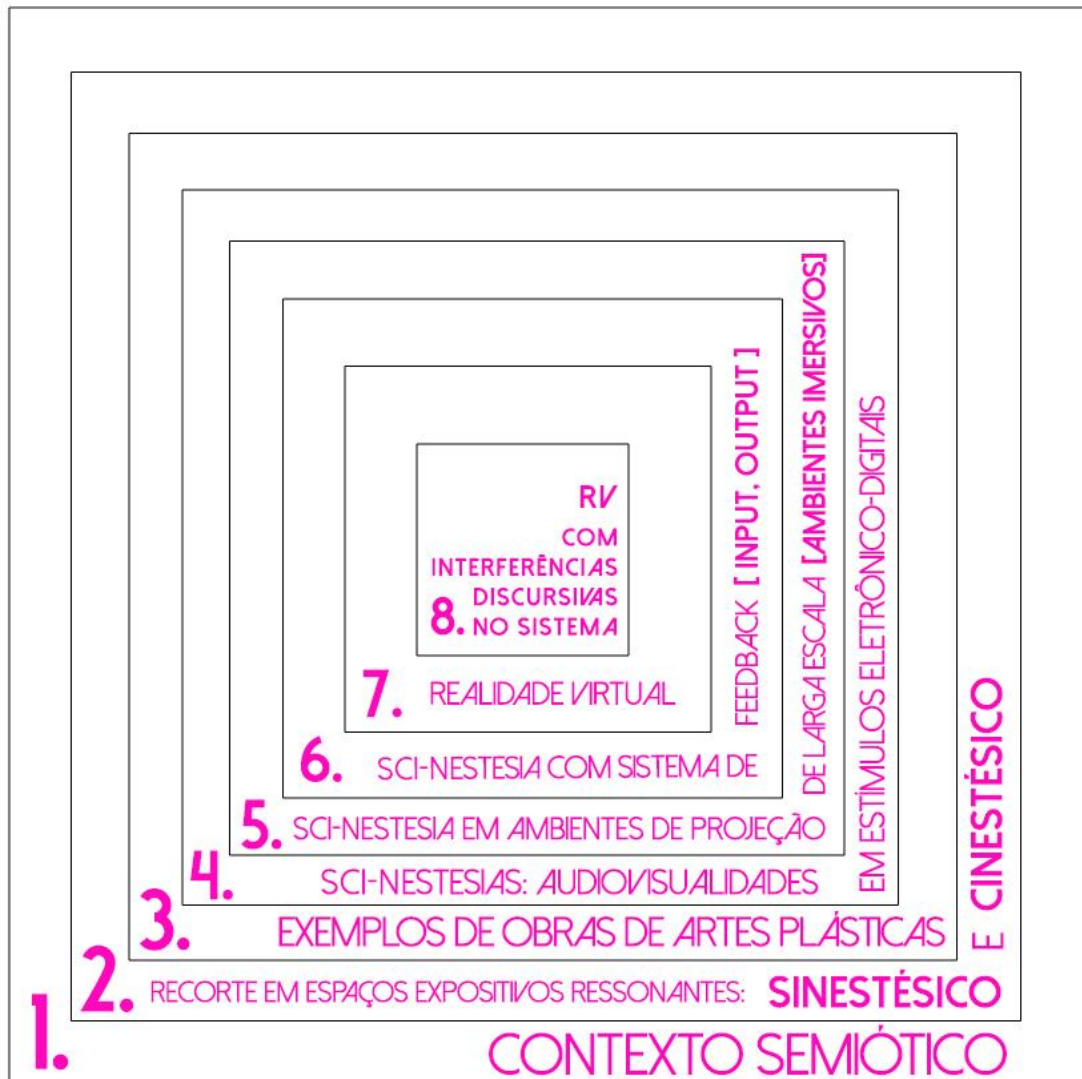 1. CONTEXTO SEMIÓTICO
2. RECORTE EM ESPAÇOS EXPOSITIVOS RESSONANTES: SINESTÉSICO
E CINESTÉSICO
3. EXEMPLOS DE OBRAS DE ARTES PLÁSTICAS
4. SCI-NESTESIAS: AUDIOVISUALIDADES
EM ESTÍMULOS ELETRÔNICO-DIGITAIS
5. SCI-NESTESIA EM AMBIENTES DE PROJEÇÃO
DE LARGA ESCALA [AMBIENTES IMERSIVOS]
6. SCI-NESTESIA COM SISTEMA DE
FEEDBACK [ INPUT, OUTPUT ]
7. REALIDADE VIRTUAL
RV
COM
INTERFERÊNCIAS
DISCURSIVAS
8. NO SISTEMA